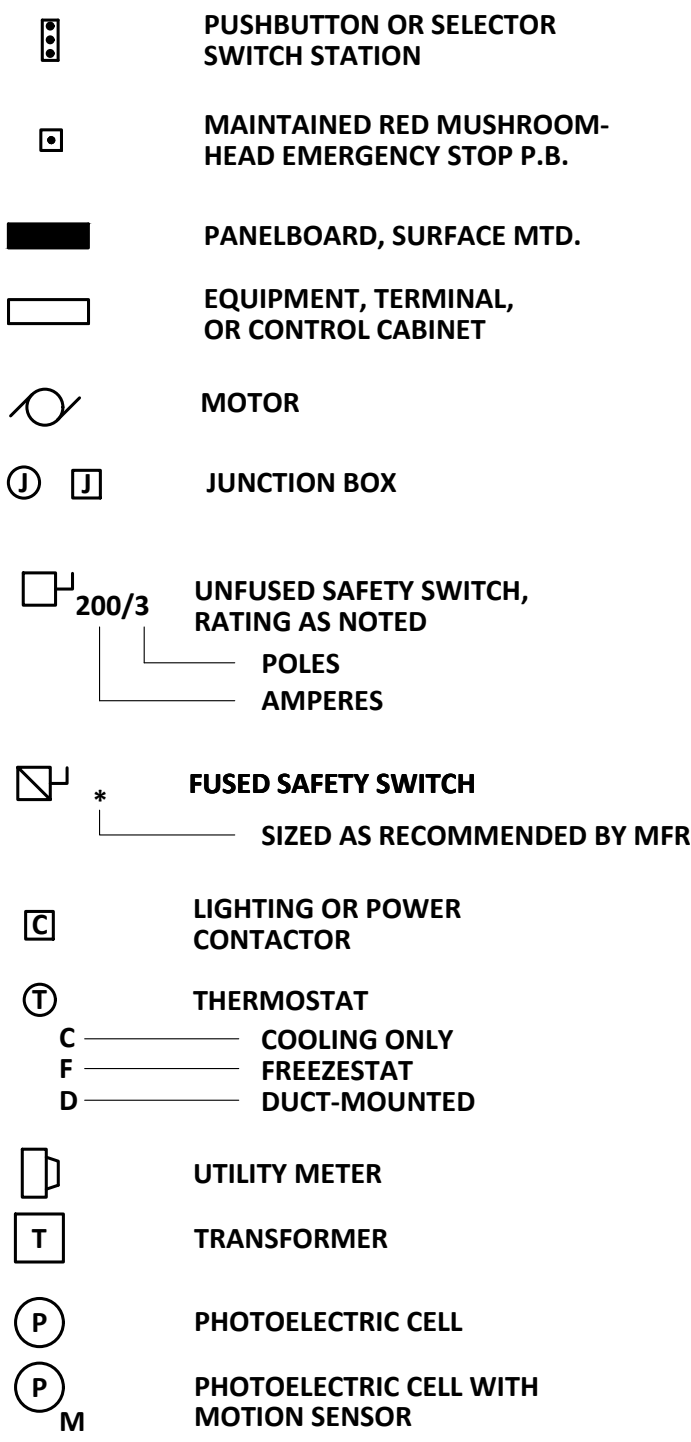 PUSHBUTTON OR SELECTOR
SWITCH STATION
MAINTAINED RED MUSHROOM-
HEAD EMERGENCY STOP P.B.
PANELBOARD, SURFACE MTD.
EQUIPMENT, TERMINAL,
OR CONTROL CABINET
MOTOR
J J JUNCTION BOX
200/3 UNFUSED SAFETY SWITCH,
RATING AS NOTED
POLES
AMPERES
* FUSED SAFETY SWITCH
SIZED AS RECOMMENDED BY MFR
C LIGHTING OR POWER
CONTACTOR
T THERMOSTAT
C COOLING ONLY
F FREEZESTAT
D DUCT-MOUNTED
UTILITY METER
T TRANSFORMER
P PHOTOELECTRIC CELL
P PHOTOELECTRIC CELL WITH
M MOTION SENSOR